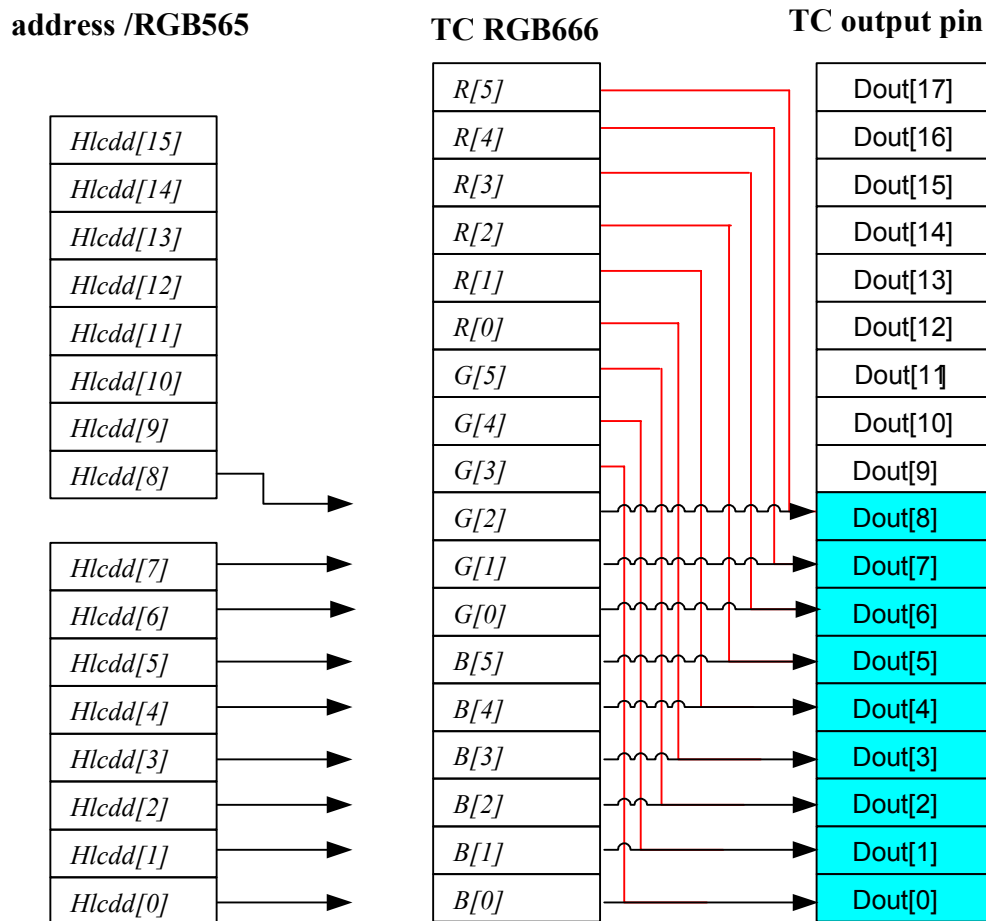 address /RGB565
TC RGB666
TC output pin
Hlcdd[15]
Hlcdd[14]
Hlcdd[13]
Hlcdd[12]
Hlcdd[11]
Hlcdd[10]
Hlcdd[9]
Hlcdd[8]
Hlcdd[7]
Hlcdd[6]
Hlcdd[5]
Hlcdd[4]
Hlcdd[3]
Hlcdd[2]
Hlcdd[1]
Hlcdd[0]
R[5]
R[4]
R[3]
R[2]
R[1]
R[0]
G[5]
G[4]
G[3]
G[2]
G[1]
G[0]
B[5]
B[4]
B[3]
B[2]
B[1]
B[0]
Dout[17]
Dout[16]
Dout[15]
Dout[14]
Dout[13]
Dout[12]
Dout[11]
Dout[10]
Dout[9]
Dout[8]
Dout[7]
Dout[6]
Dout[5]
Dout[4]
Dout[3]
Dout[2]
Dout[1]
Dout[0]